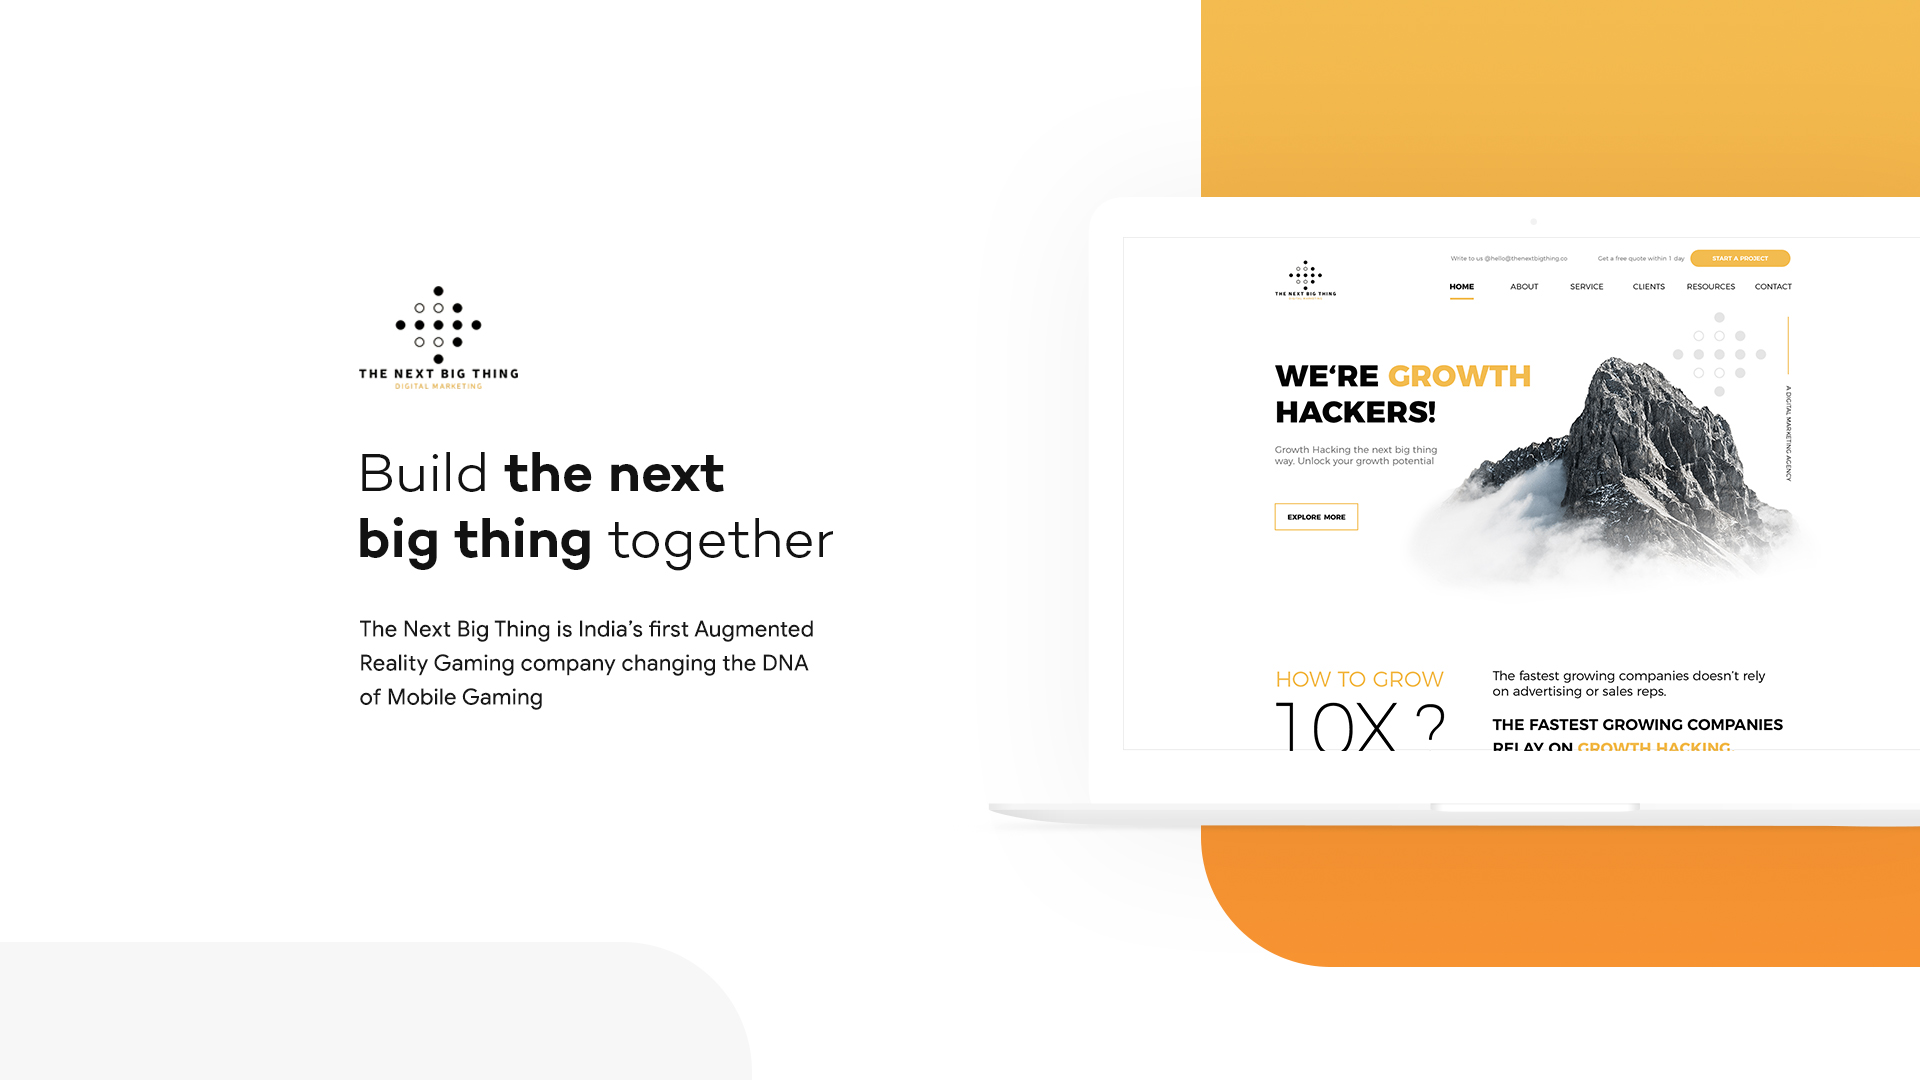 THE NEXT BIG THING
DIGITAL MARKETING
Build the next
big thing together
The Next Big Thing is India’s first Augmented
Reality Gaming company changing the DNA
of Mobile Gaming
Write to us @hello@thenextbigthing.co
Get a free quote within 1 day
START A PROJECT
THE NEXT BIG THING
DIGITAL MARKETING
HOME
ABOUT
SERVICE
CLIENTS
RESOURCES
CONTACT
WE‘RE GROWTH
HACKERS!
Growth Hacking the next big thing
way. Unlock your growth potential
EXPLORE MORE
A DIGITAL MARKETING AGENCY
HOW TO GROW
10X ?
The fastest growing companies doesn’t rely
on advertising or sales reps.
THE FASTEST GROWING COMPANIES
RELAY ON GROWTH HACKING.